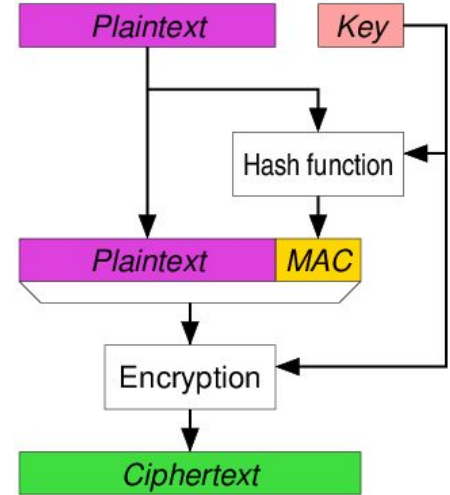 Plaintext
Key
Hash function
Plaintext
MAC
Encryption
Ciphertext